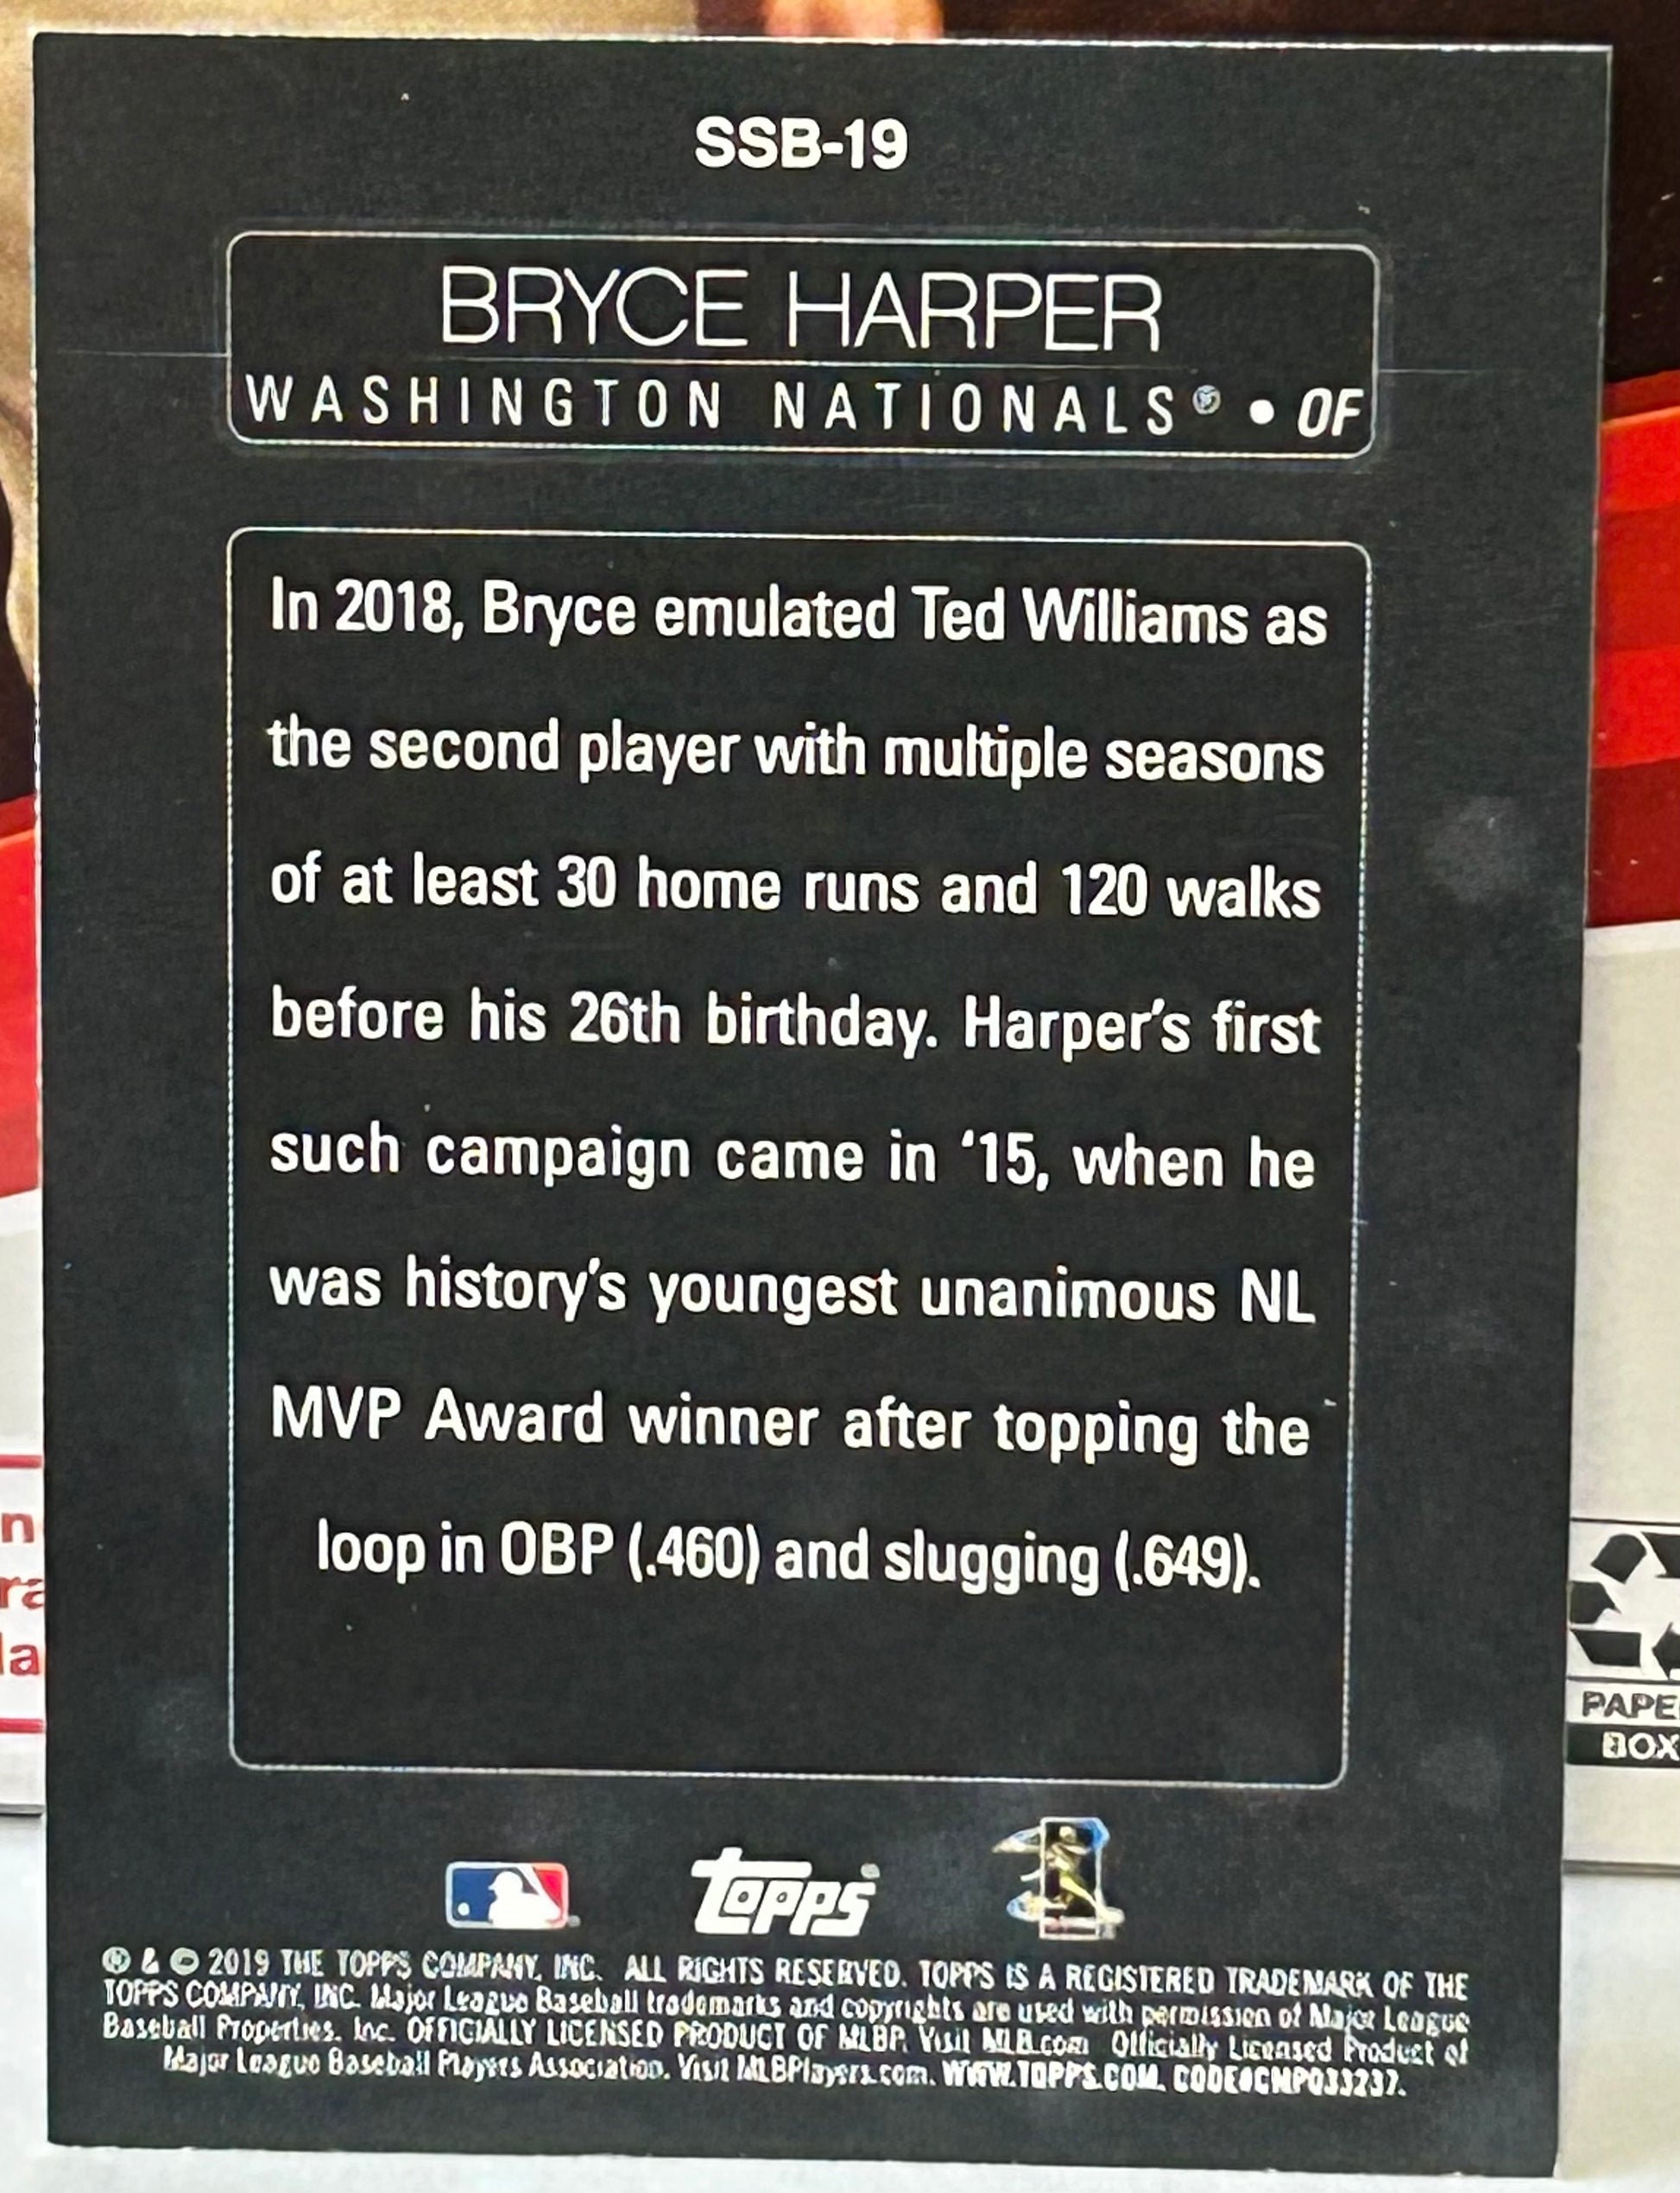 SSB-19
BRYCE HARPER
WASHINGTON NATIONALS® • OF
In 2018, Bryce emulated Ted Williams as
the second player with multiple seasons
of at least 30 home runs and 120 walks
before his 26th birthday. Harper's first
such campaign came in '15, when he
was history's youngest unanimous NL
MVP Award winner after topping the
loop in OBP (.460) and slugging (.649).
Topps®
® & © 2019 THE TOPPS COMPANY, INC. ALL RIGHTS RESERVED. TOPPS IS A REGISTERED TRADEMARK OF THE
TOPPS COMPANY, INC. Major League Baseball trademarks and copyrights are used with permission of Major League
Baseball Properties, Inc. OFFICIALLY LICENSED PRODUCT OF MLBP. Visit MLB.com Officially Licensed Product of
Major League Baseball Players Association. Visit MLBPlayers.com. WWW.TOPPS.COM. CODE#CMP033237.
n
ra
la
PAPE
BOX